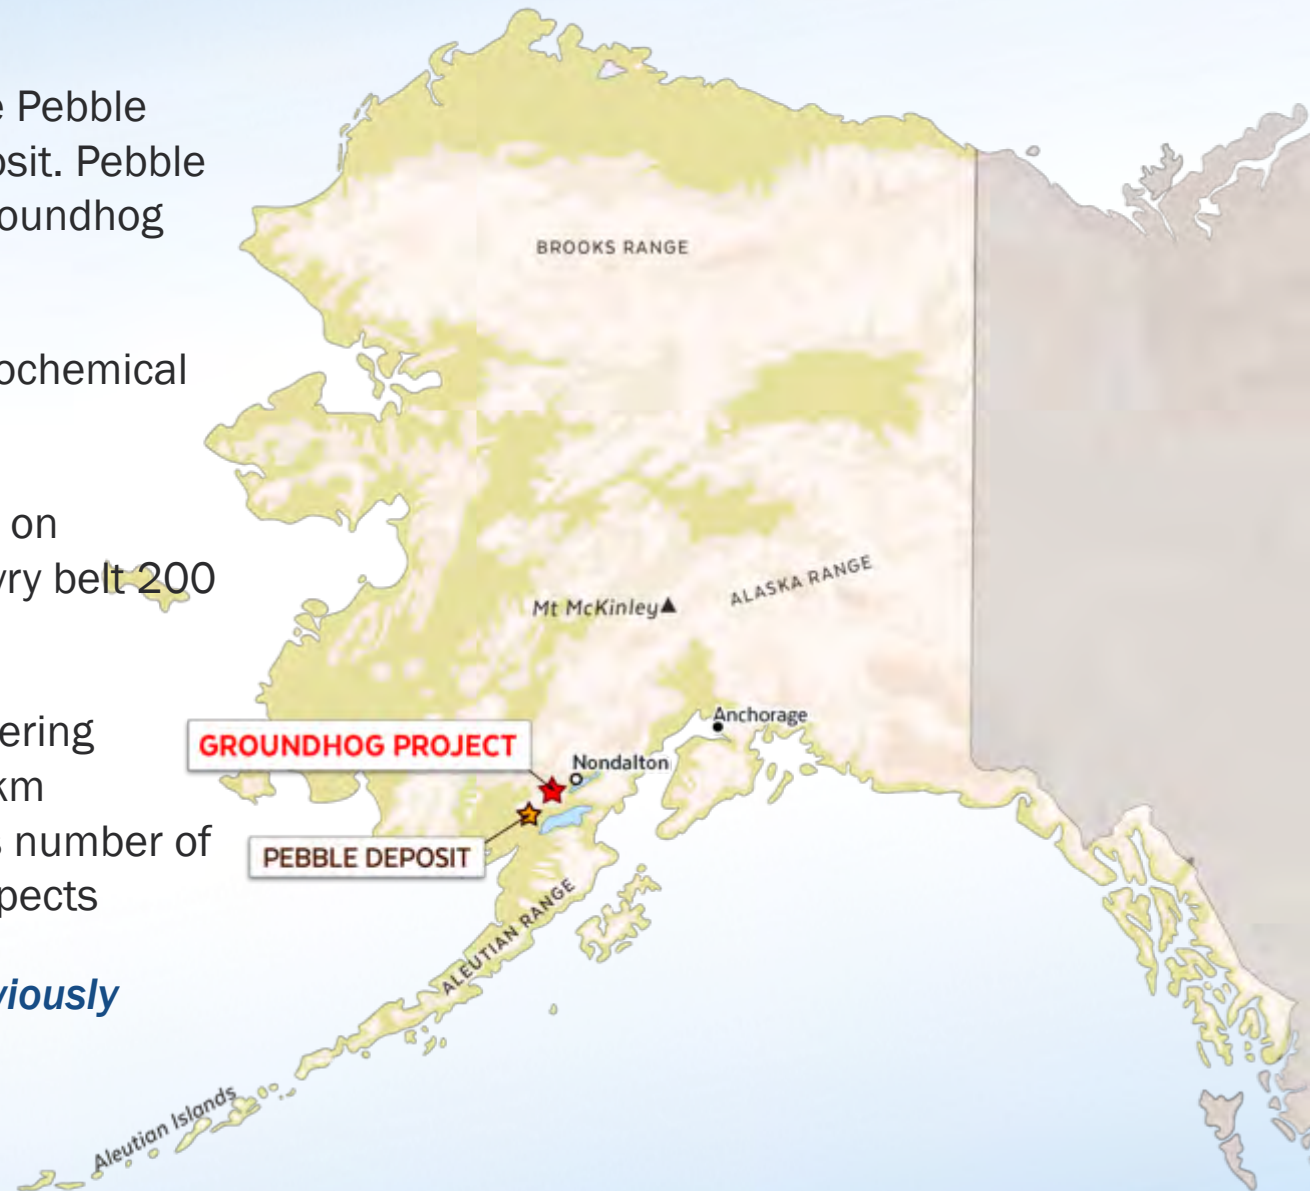 e Pebble
osit. Pebble
oundhog
ochemical
on
yry belt 200
ering
km
s number of
pects
viously
BROOKS RANGE
Mt McKinley
ALASKA RANGE
Anchorage
GROUNDHOG PROJECT
Nondalton
PEBBLE DEPOSIT
ALEUTIAN RANGE
Aleutian Islands